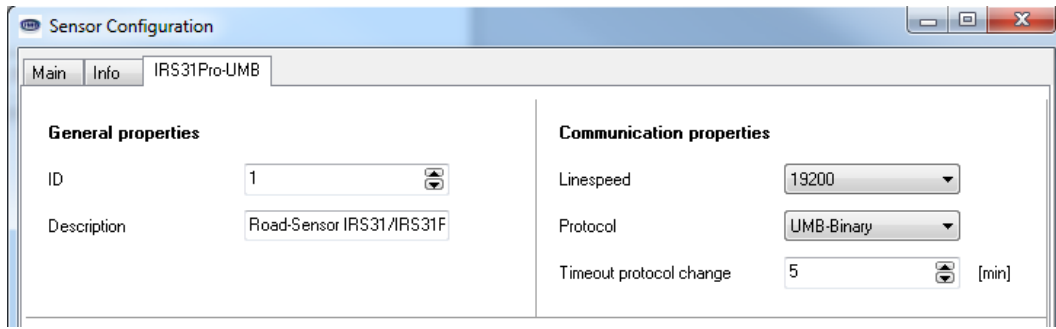 Sensor Configuration
Main Info IRS31Pro-UMB
General properties
ID 1
Description Road-Sensor IRS31/IRS31F
Communication properties
Linespeed 19200
Protocol UMB-Binary
Timeout protocol change 5 [min]